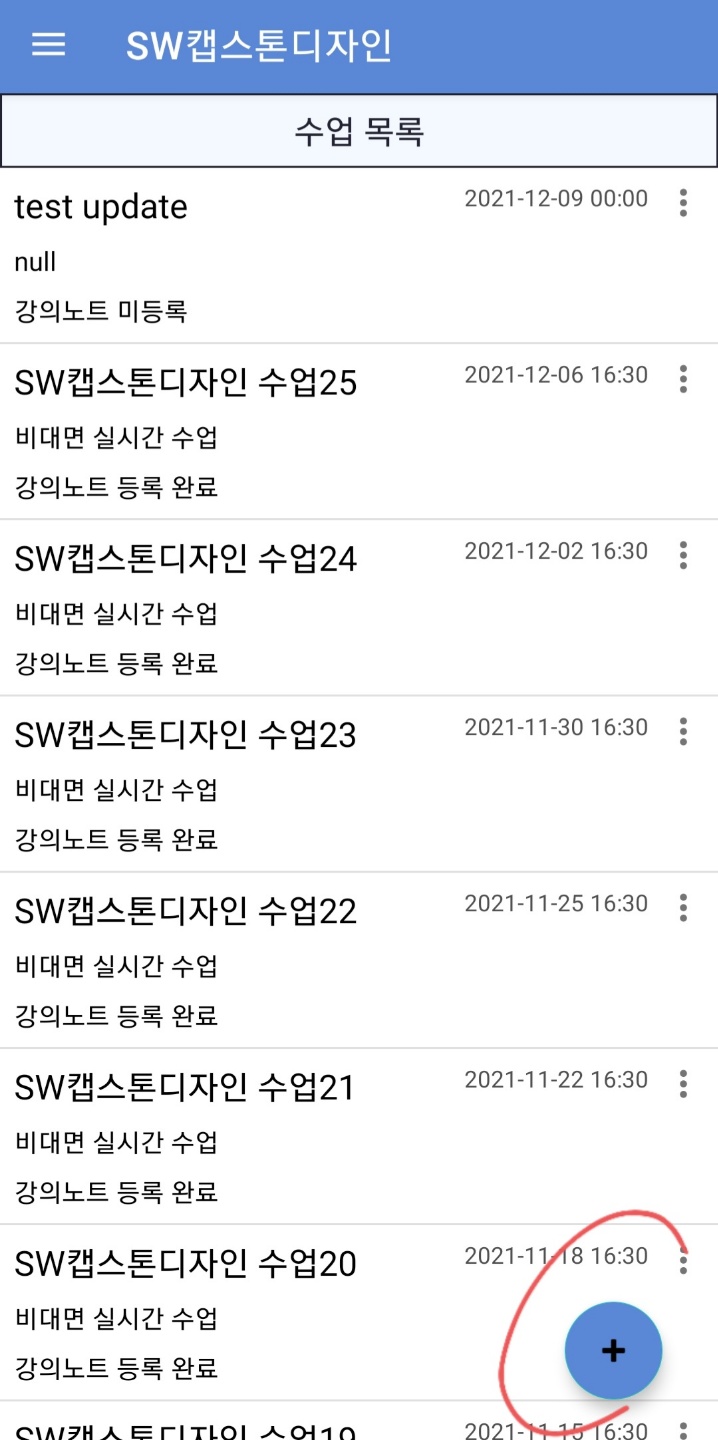 SW캡스톤디자인
수업 목록
test update 2021-12-09 00:00
null
강의노트 미등록
SW캡스톤디자인 수업25 2021-12-06 16:30
비대면 실시간 수업
강의노트 등록 완료
SW캡스톤디자인 수업24 2021-12-02 16:30
비대면 실시간 수업
강의노트 등록 완료
SW캡스톤디자인 수업23 2021-11-30 16:30
비대면 실시간 수업
강의노트 등록 완료
SW캡스톤디자인 수업22 2021-11-25 16:30
비대면 실시간 수업
강의노트 등록 완료
SW캡스톤디자인 수업21 2021-11-22 16:30
비대면 실시간 수업
강의노트 등록 완료
SW캡스톤디자인 수업20 2021-11-18 16:30
비대면 실시간 수업
강의노트 등록 완료
SW캡스톤디자인 수업19 2021-11-15 16:30